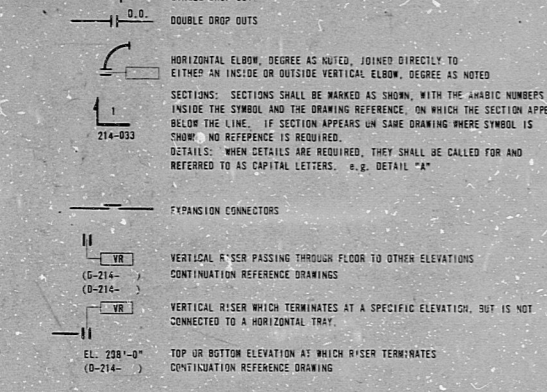 D.O. DOUBLE DROP OUTS
HORIZONTAL ELBOW, DEGREE AS NOTED, JOINED DIRECTLY TO
EITHER AN INSIDE OR OUTSIDE VERTICAL ELBOW, DEGREE AS NOTED
SECTIONS: SECTIONS SHALL BE MARKED AS SHOWN, WITH THE ARABIC NUMBERS
1 INSIDE THE SYMBOL AND THE DRAWING REFERENCE, ON WHICH THE SECTION APPE
BELOW THE LINE. IF SECTION APPEARS ON SAME DRAWING WHERE SYMBOL IS
214-033 SHOWN NO REFERENCE IS REQUIRED.
DETAILS: WHEN DETAILS ARE REQUIRED, THEY SHALL BE CALLED FOR AND
REFERRED TO AS CAPITAL LETTERS. e.g. DETAIL "A"
EXPANSION CONNECTORS
VR VERTICAL RISER PASSING THROUGH FLOOR TO OTHER ELEVATIONS
(D-214- ) CONTINUATION REFERENCE DRAWINGS
(D-214- )
VR VERTICAL RISER WHICH TERMINATES AT A SPECIFIC ELEVATION, BUT IS NOT
CONNECTED TO A HORIZONTAL TRAY.
EL. 238'-0" TOP OR BOTTOM ELEVATION AT WHICH RISER TERMINATES
(D-214- ) CONTINUATION REFERENCE DRAWING